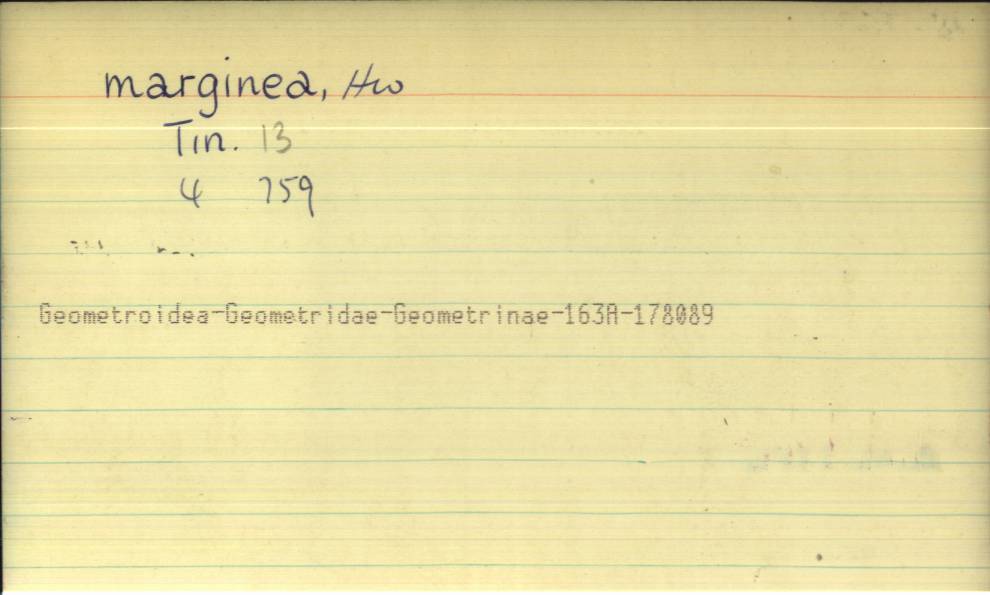 marginea, Hw
Tin. 13
4 759
Geometroidea-Geometridae-Geometrinae-163A-178089